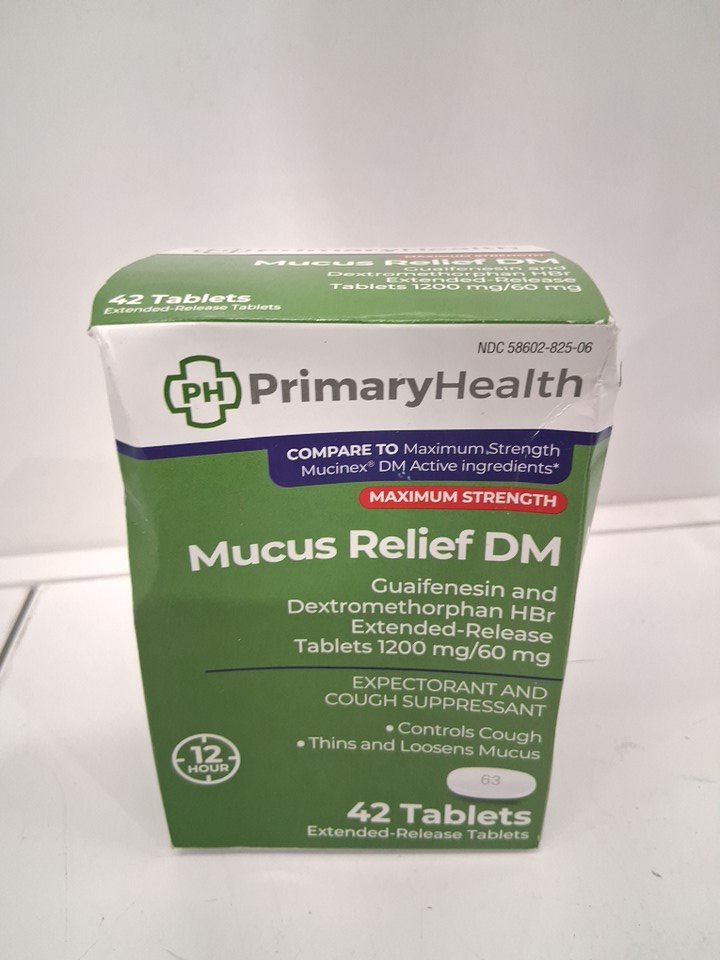 PrimaryHealth
MAXIMUM STRENGTH
Mucus Relief DM
Guaifenesin and
Dextromethorphan HBr
Extended-Release
Tablets 1200 mg/60 mg
42 Tablets
Extended-Release Tablets
NDC 58602-825-06
PH PrimaryHealth
COMPARE TO Maximum Strength
Mucinex® DM Active ingredients*
MAXIMUM STRENGTH
Mucus Relief DM
Guaifenesin and
Dextromethorphan HBr
Extended-Release
Tablets 1200 mg/60 mg
EXPECTORANT AND
COUGH SUPPRESSANT
• Controls Cough
• Thins and Loosens Mucus
12
HOUR
63
42 Tablets
Extended-Release Tablets